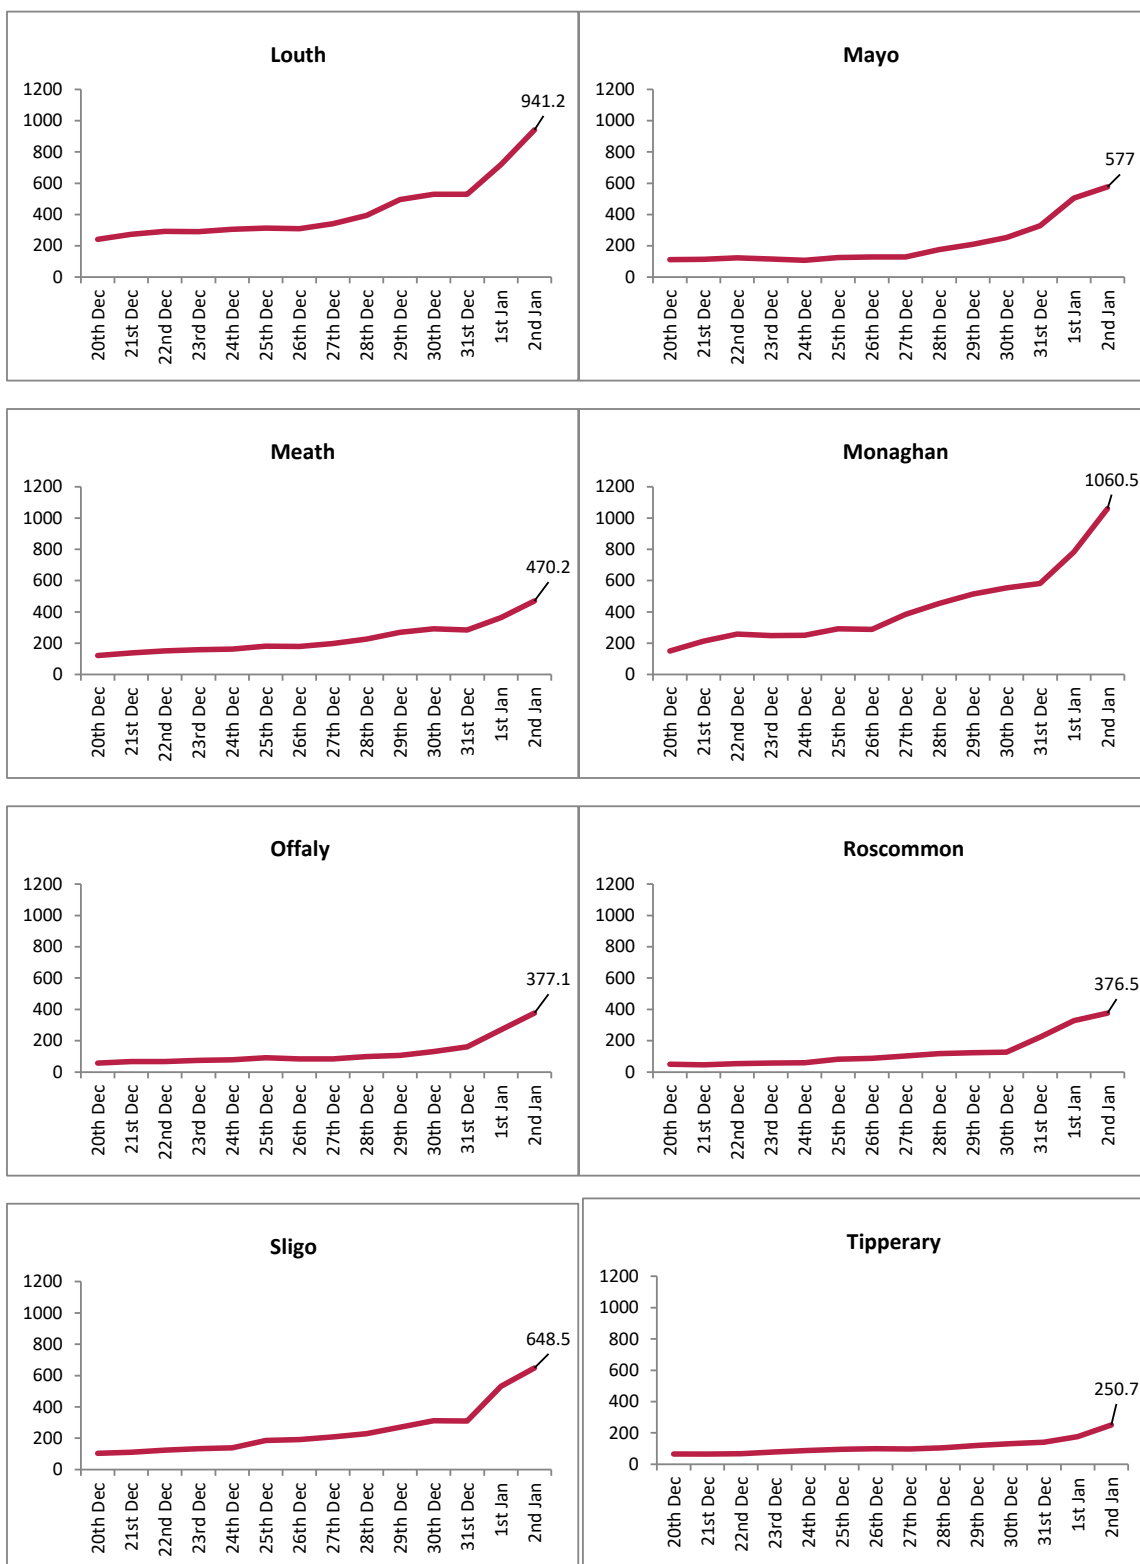 Louth
1200
1000
800
600
400
200
0
941.2
20th Dec
21st Dec
22nd Dec
23rd Dec
24th Dec
25th Dec
26th Dec
27th Dec
28th Dec
29th Dec
30th Dec
31st Dec
1st Jan
2nd Jan
Mayo
1200
1000
800
600
400
200
0
577
20th Dec
21st Dec
22nd Dec
23rd Dec
24th Dec
25th Dec
26th Dec
27th Dec
28th Dec
29th Dec
30th Dec
31st Dec
1st Jan
2nd Jan
Meath
1200
1000
800
600
400
200
0
470.2
20th Dec
21st Dec
22nd Dec
23rd Dec
24th Dec
25th Dec
26th Dec
27th Dec
28th Dec
29th Dec
30th Dec
31st Dec
1st Jan
2nd Jan
Monaghan
1200
1000
800
600
400
200
0
1060.5
20th Dec
21st Dec
22nd Dec
23rd Dec
24th Dec
25th Dec
26th Dec
27th Dec
28th Dec
29th Dec
30th Dec
31st Dec
1st Jan
2nd Jan
Offaly
1200
1000
800
600
400
200
0
377.1
20th Dec
21st Dec
22nd Dec
23rd Dec
24th Dec
25th Dec
26th Dec
27th Dec
28th Dec
29th Dec
30th Dec
31st Dec
1st Jan
2nd Jan
Roscommon
1200
1000
800
600
400
200
0
376.5
20th Dec
21st Dec
22nd Dec
23rd Dec
24th Dec
25th Dec
26th Dec
27th Dec
28th Dec
29th Dec
30th Dec
31st Dec
1st Jan
2nd Jan
Sligo
1200
1000
800
600
400
200
0
648.5
20th Dec
21st Dec
22nd Dec
23rd Dec
24th Dec
25th Dec
26th Dec
27th Dec
28th Dec
29th Dec
30th Dec
31st Dec
1st Jan
2nd Jan
Tipperary
1200
1000
800
600
400
200
0
250.7
20th Dec
21st Dec
22nd Dec
23rd Dec
24th Dec
25th Dec
26th Dec
27th Dec
28th Dec
29th Dec
30th Dec
31st Dec
1st Jan
2nd Jan